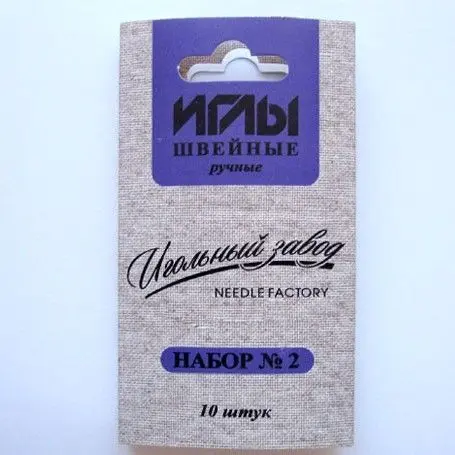 ИГЛЫ
ШВЕЙНЫЕ
ручные
Игольный завод
NEEDLE FACTORY
НАБОР № 2
10 штук